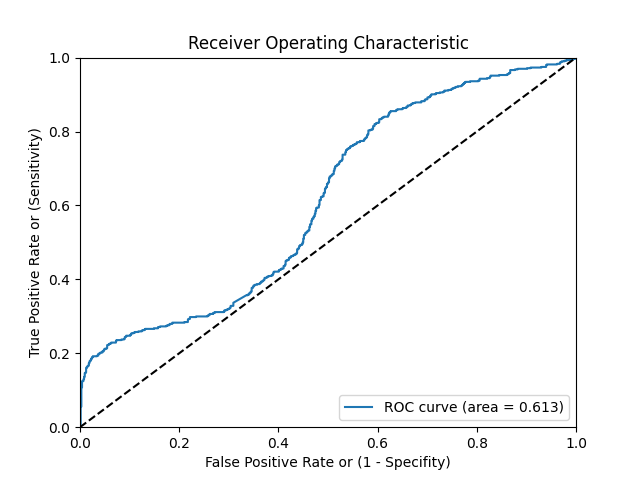 Receiver Operating Characteristic
1.0
0.8
0.6
0.4
0.2
0.0
True Positive Rate or (Sensitivity)
ROC curve (area = 0.613)
0.0 0.2 0.4 0.6 0.8 1.0
False Positive Rate or (1 - Specifity)